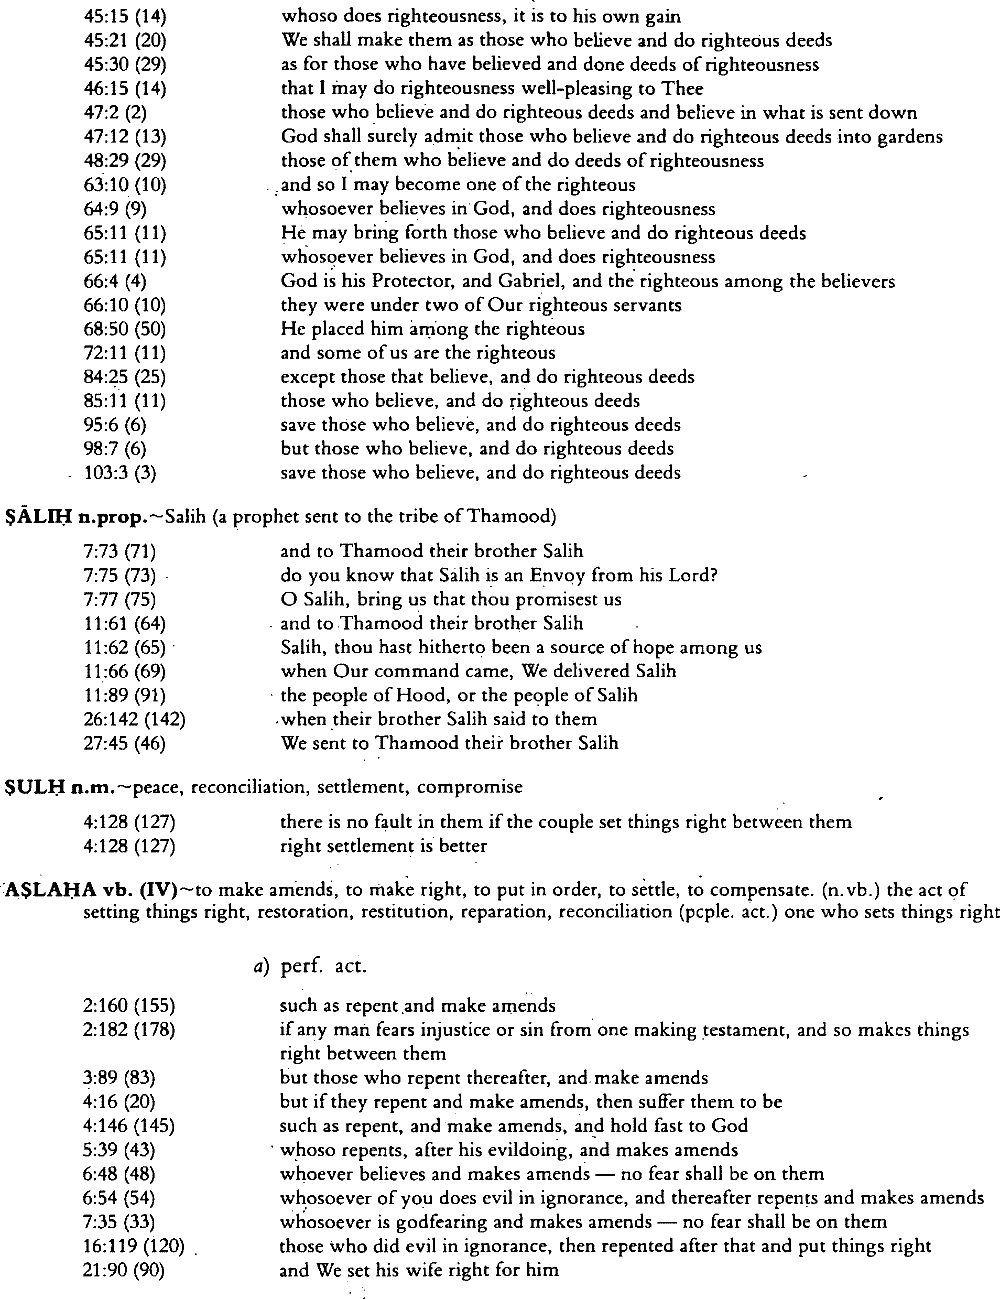 45:15 (14) whoso does righteousness, it is to his own gain
45:21 (20) We shall make them as those who believe and do righteous deeds
45:30 (29) as for those who have believed and done deeds of righteousness
46:15 (14) that I may do righteousness well-pleasing to Thee
47:2 (2) those who believe and do righteous deeds and believe in what is sent down
47:12 (13) God shall surely admit those who believe and do righteous deeds into gardens
48:29 (29) those of them who believe and do deeds of righteousness
63:10 (10) and so I may become one of the righteous
64:9 (9) whosoever believes in God, and does righteousness
65:11 (11) He may bring forth those who believe and do righteous deeds
65:11 (11) whosoever believes in God, and does righteousness
66:4 (4) God is his Protector, and Gabriel, and the righteous among the believers
66:10 (10) they were under two of Our righteous servants
68:50 (50) He placed him among the righteous
72:11 (11) and some of us are the righteous
84:25 (25) except those that believe, and do righteous deeds
85:11 (11) those who believe, and do righteous deeds
95:6 (6) save those who believe, and do righteous deeds
98:7 (6) but those who believe, and do righteous deeds
103:3 (3) save those who believe, and do righteous deeds
ṢĀLIḤ n.prop.~Salih (a prophet sent to the tribe of Thamood)
7:73 (71) and to Thamood their brother Salih
7:75 (73) do you know that Salih is an Envoy from his Lord?
7:77 (75) O Salih, bring us that thou promisest us
11:61 (64) and to Thamood their brother Salih
11:62 (65) Salih, thou hast hitherto been a source of hope among us
11:66 (69) when Our command came, We delivered Salih
11:89 (91) the people of Hood, or the people of Salih
26:142 (142) when their brother Salih said to them
27:45 (46) We sent to Thamood their brother Salih
ṢULḤ n.m.~peace, reconciliation, settlement, compromise
4:128 (127) there is no fault in them if the couple set things right between them
4:128 (127) right settlement is better
AṢLAḤA vb. (IV)~to make amends, to make right, to put in order, to settle, to compensate. (n.vb.) the act of
setting things right, restoration, restitution, reparation, reconciliation (pcple. act.) one who sets things right
a) perf. act.
2:160 (155) such as repent and make amends
2:182 (178) if any man fears injustice or sin from one making testament, and so makes things
right between them
3:89 (83) but those who repent thereafter, and make amends
4:16 (20) but if they repent and make amends, then suffer them to be
4:146 (145) such as repent, and make amends, and hold fast to God
5:39 (43) whoso repents, after his evildoing, and makes amends
6:48 (48) whoever believes and makes amends — no fear shall be on them
6:54 (54) whosoever of you does evil in ignorance, and thereafter repents and makes amends
7:35 (33) whosoever is godfearing and makes amends — no fear shall be on them
16:119 (120) those who did evil in ignorance, then repented after that and put things right
21:90 (90) and We set his wife right for him